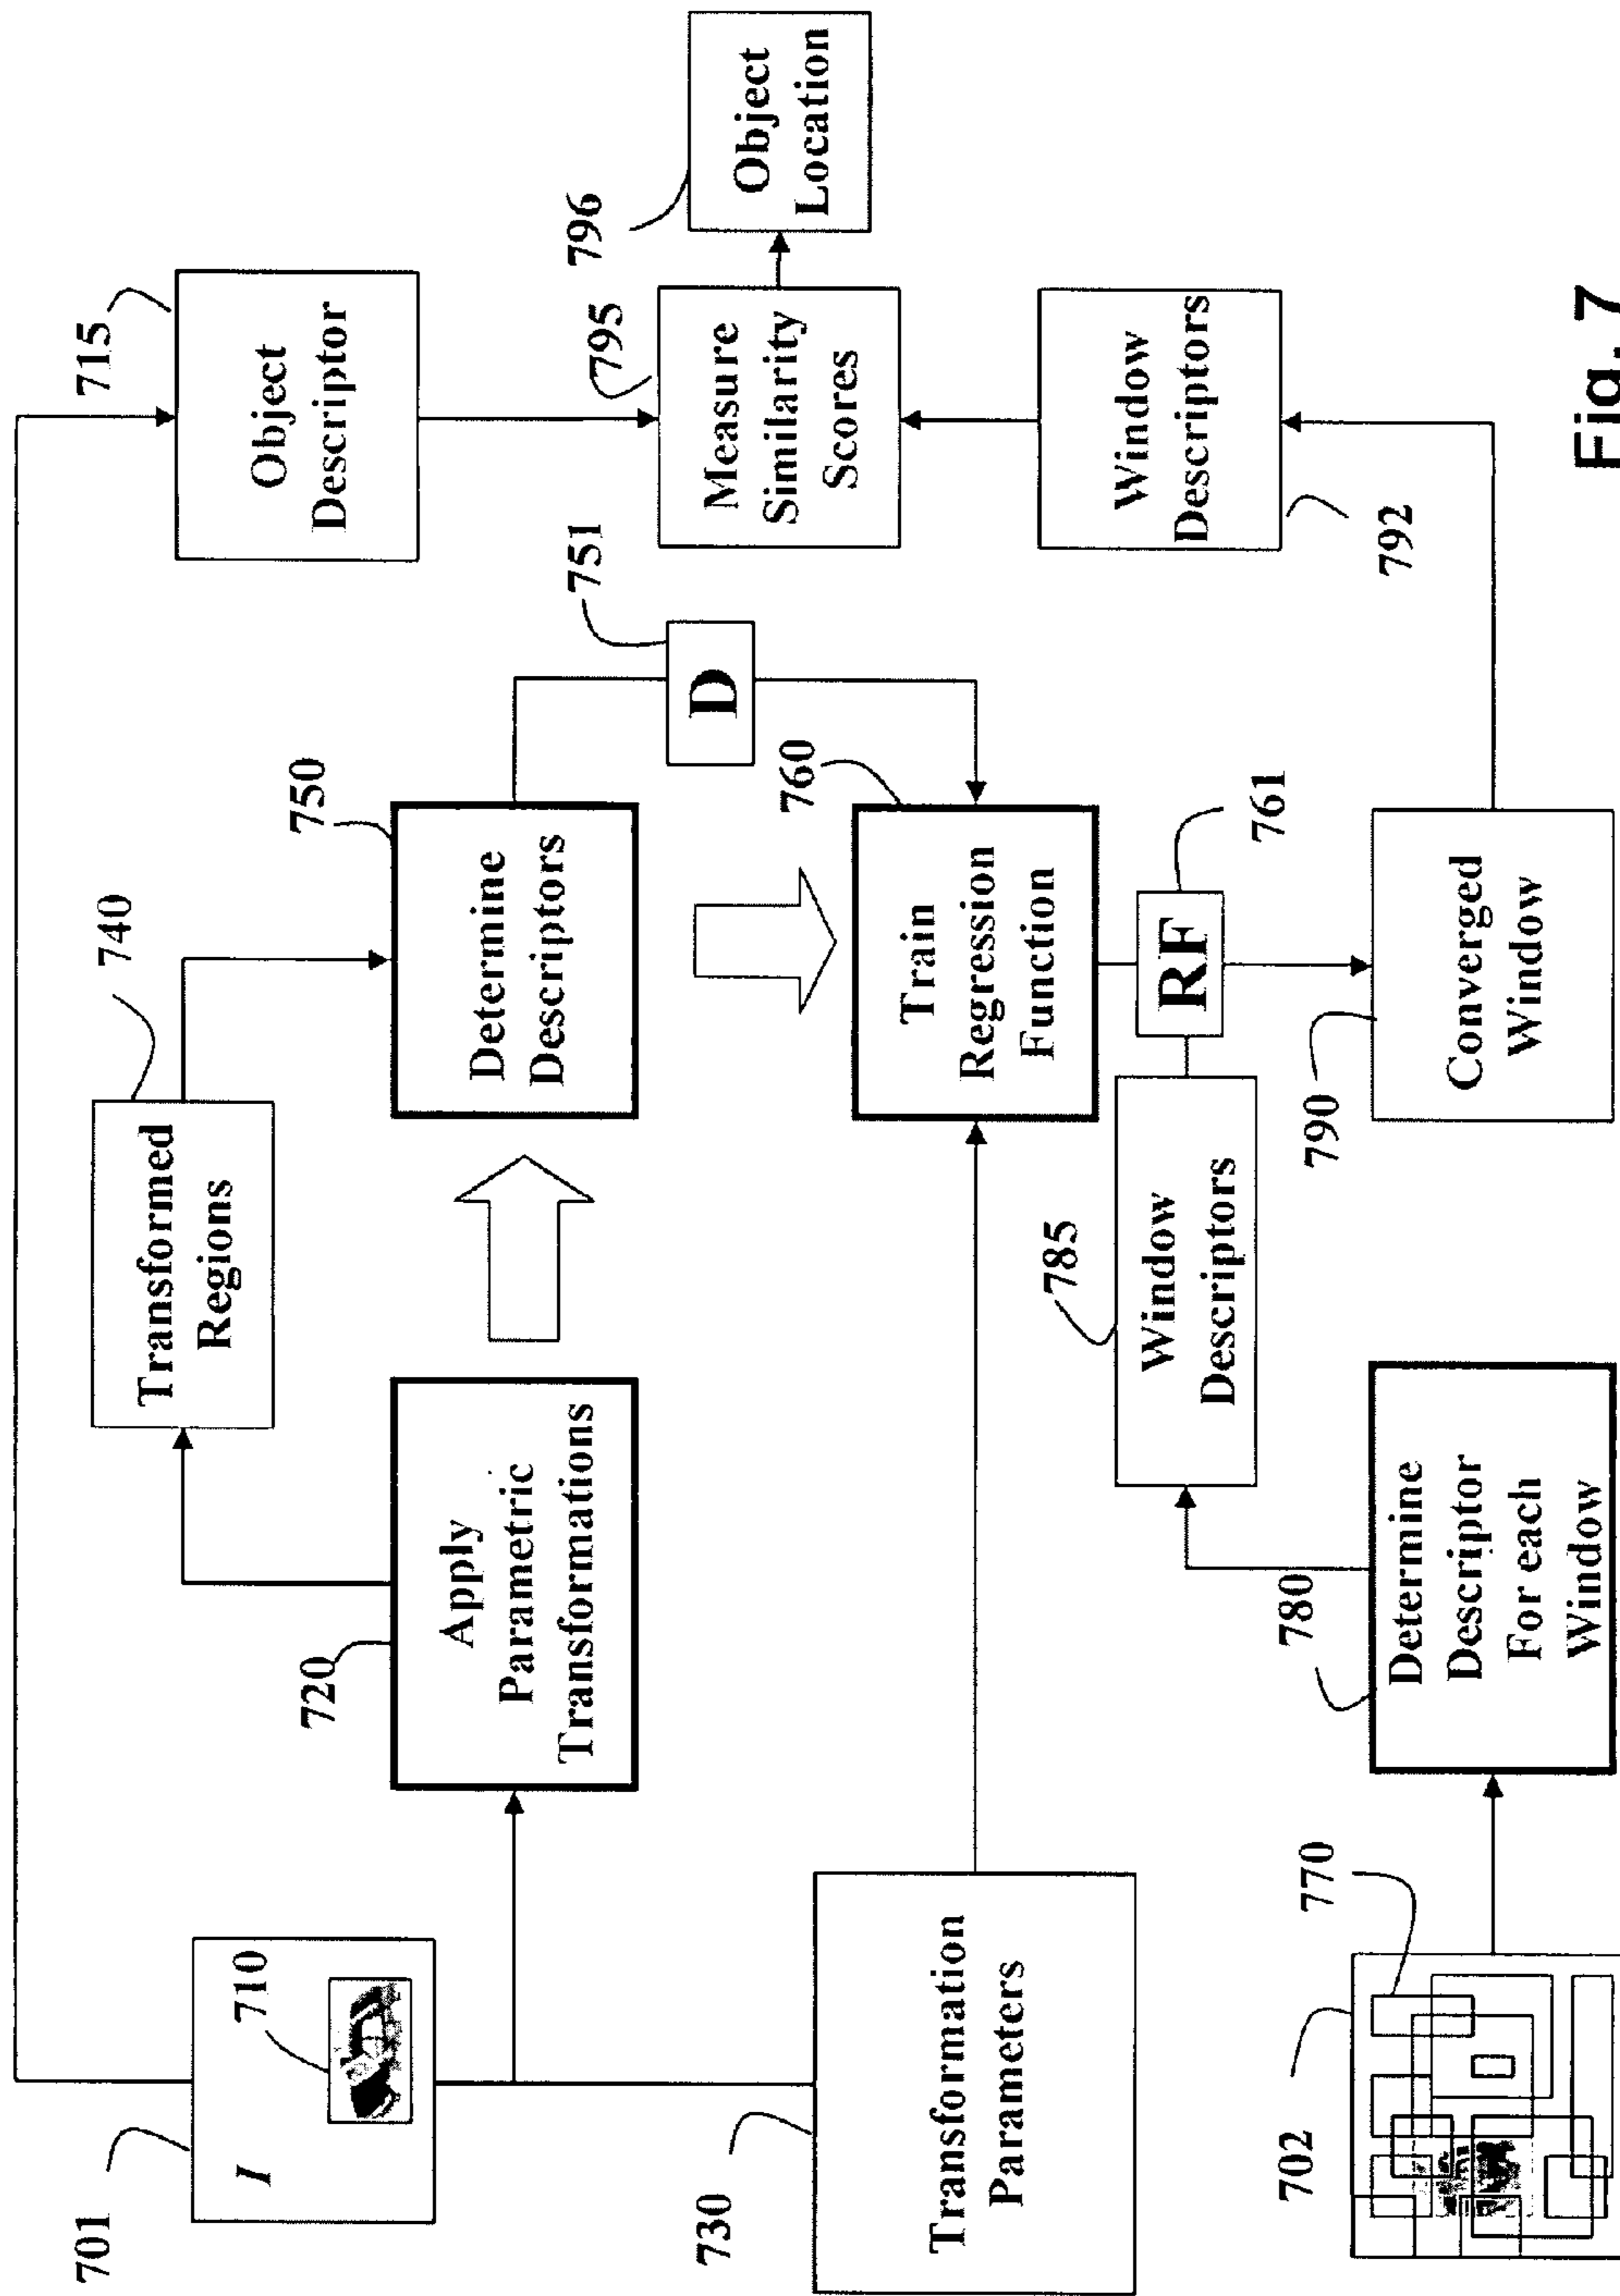 701
I
710
715
Object
Descriptor
720
Apply
Parametric
Transformations
740
Transformed
Regions
750
Determine
Descriptors
751
D
730
Transformation
Parameters
760
Train
Regression
Function
761
RF
795
Measure
Similarity
Scores
796
Object
Location
702
770
780
Determine
Descriptor
For each
Window
785
Window
Descriptors
790
Converged
Window
792
Window
Descriptors
Fig. 7